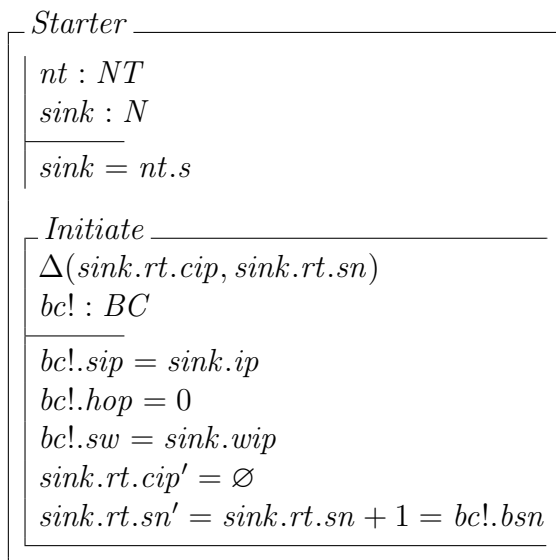 Starter
nt : NT
sink : N
sink = nt.s
Initiate
Δ(sink.rt.cip, sink.rt.sn)
bc! : BC
bc!.sip = sink.ip
bc!.hop = 0
bc!.sw = sink.wip
sink.rt.cip′ = ∅
sink.rt.sn′ = sink.rt.sn + 1 = bc!.bsn